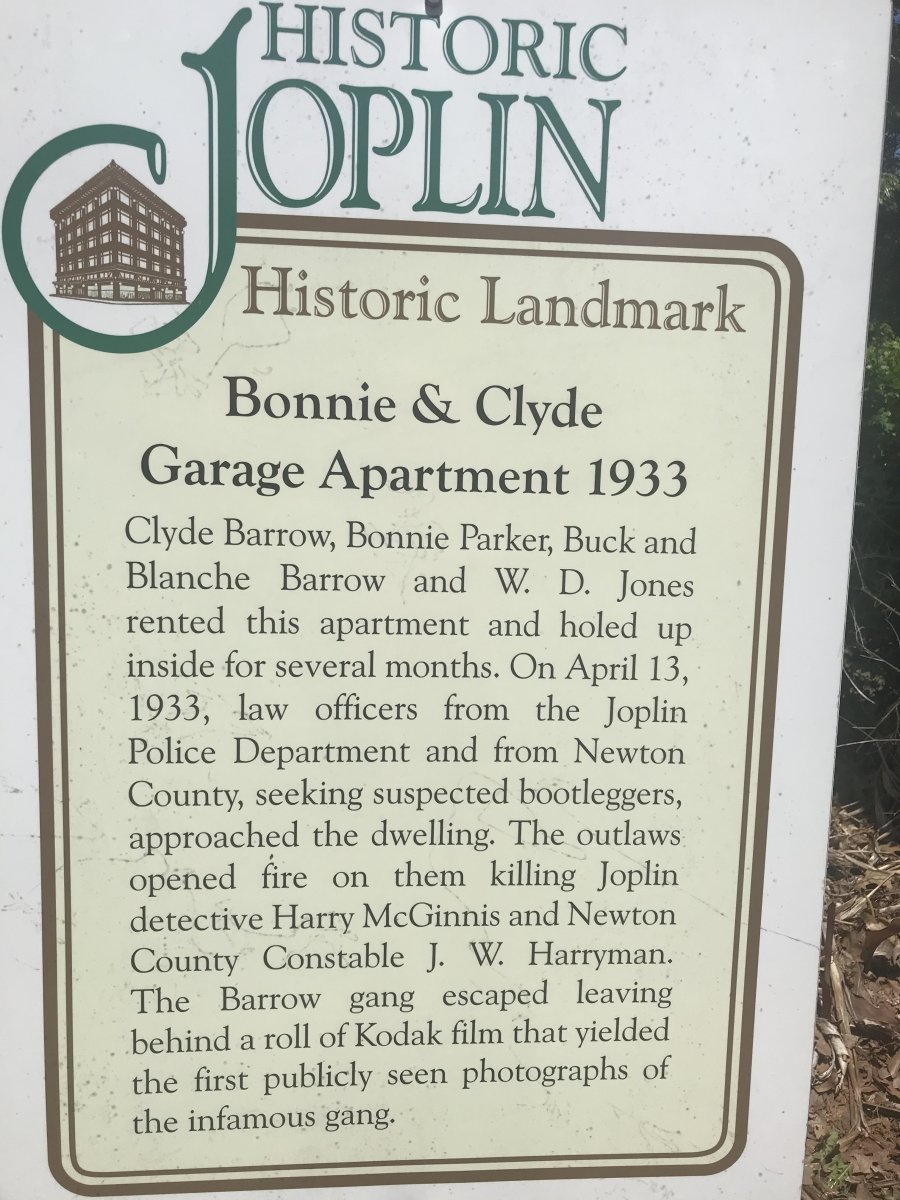 HISTORIC
JOPLIN
Historic Landmark
Bonnie & Clyde
Garage Apartment 1933
Clyde Barrow, Bonnie Parker, Buck and
Blanche Barrow and W. D. Jones
rented this apartment and holed up
inside for several months. On April 13,
1933, law officers from the Joplin
Police Department and from Newton
County, seeking suspected bootleggers,
approached the dwelling. The outlaws
opened fire on them killing Joplin
detective Harry McGinnis and Newton
County Constable J. W. Harryman.
The Barrow gang escaped leaving
behind a roll of Kodak film that yielded
the first publicly seen photographs of
the infamous gang.